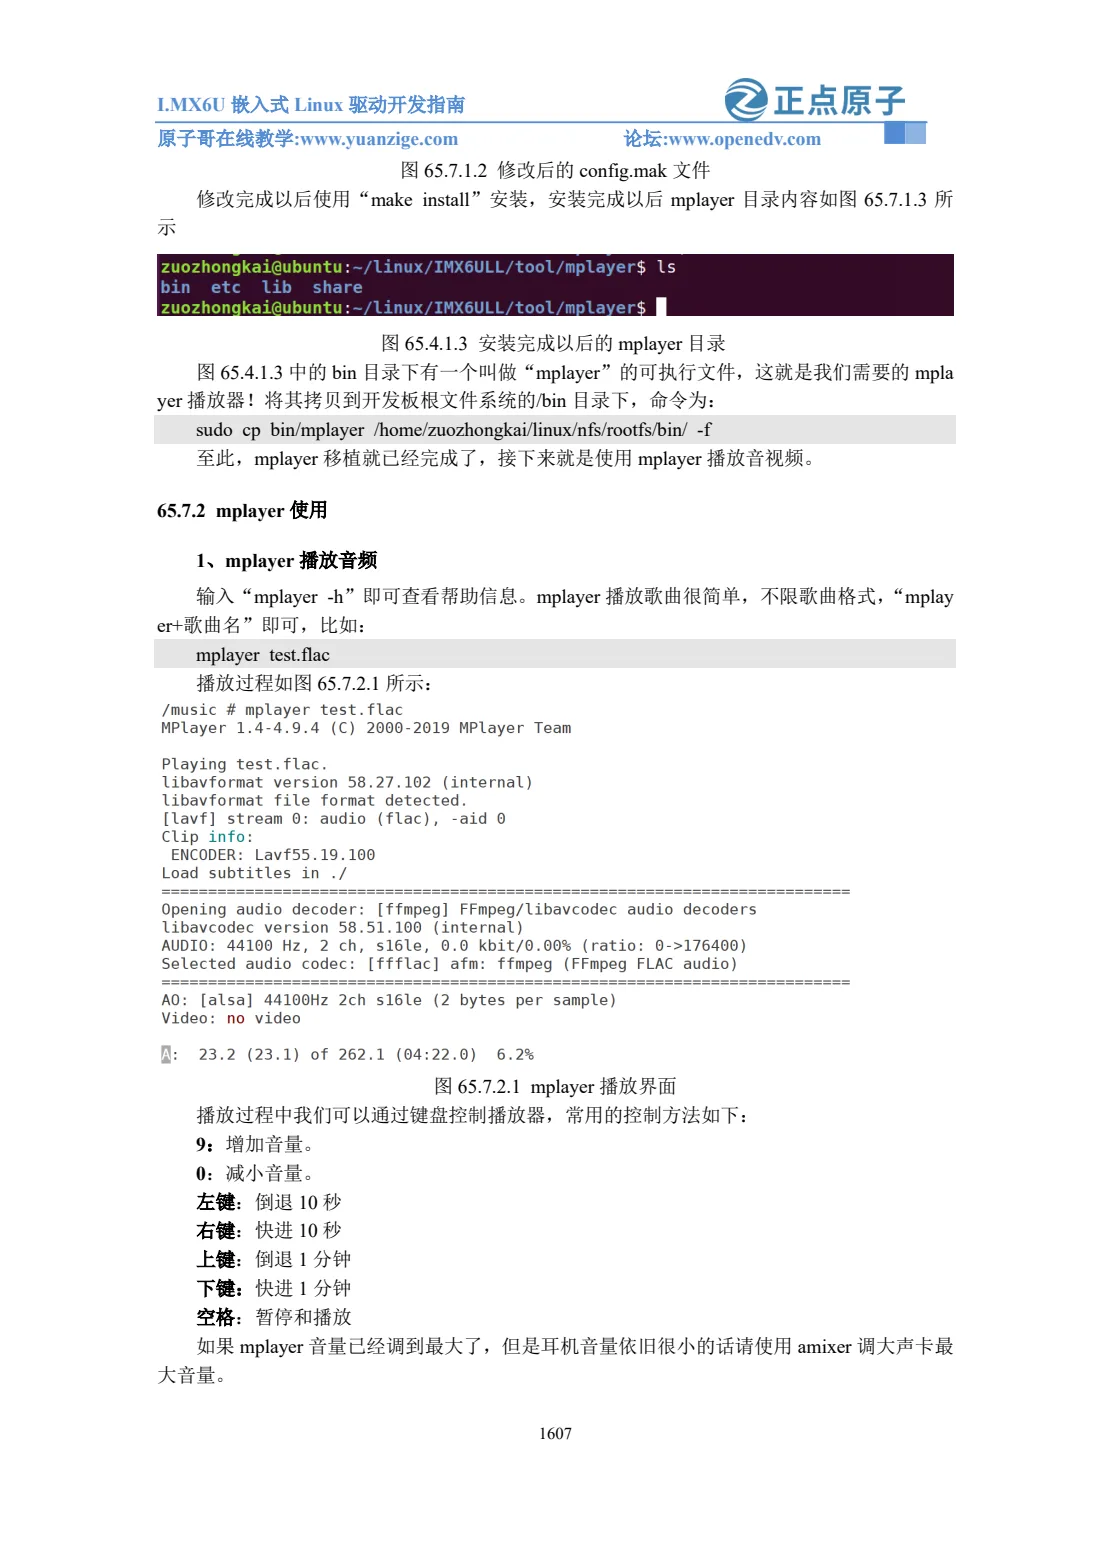 I.MX6U 嵌入式 Linux 驱动开发指南
正点原子
原子哥在线教学:www.yuanzige.com 论坛:www.openedv.com
图 65.7.1.2 修改后的 config.mak 文件
修改完成以后使用“make install”安装，安装完成以后 mplayer 目录内容如图 65.7.1.3 所
示
zuozhongkai@ubuntu:~/linux/IMX6ULL/tool/mplayer$ ls
bin etc lib share
zuozhongkai@ubuntu:~/linux/IMX6ULL/tool/mplayer$
图 65.4.1.3 安装完成以后的 mplayer 目录
图 65.4.1.3 中的 bin 目录下有一个叫做“mplayer”的可执行文件，这就是我们需要的 mpla
yer 播放器！将其拷贝到开发板根文件系统的/bin 目录下，命令为：
sudo cp bin/mplayer /home/zuozhongkai/linux/nfs/rootfs/bin/ -f
至此，mplayer 移植就已经完成了，接下来就是使用 mplayer 播放音视频。
65.7.2 mplayer 使用
1、mplayer 播放音频
输入“mplayer -h”即可查看帮助信息。mplayer 播放歌曲很简单，不限歌曲格式，“mplay
er+歌曲名”即可，比如：
mplayer test.flac
播放过程如图 65.7.2.1 所示：
/music # mplayer test.flac
MPlayer 1.4-4.9.4 (C) 2000-2019 MPlayer Team
Playing test.flac.
libavformat version 58.27.102 (internal)
libavformat file format detected.
[lavf] stream 0: audio (flac), -aid 0
Clip info:
ENCODER: Lavf55.19.100
Load subtitles in ./
==========================================================================
Opening audio decoder: [ffmpeg] FFmpeg/libavcodec audio decoders
libavcodec version 58.51.100 (internal)
AUDIO: 44100 Hz, 2 ch, s16le, 0.0 kbit/0.00% (ratio: 0->176400)
Selected audio codec: [ffflac] afm: ffmpeg (FFmpeg FLAC audio)
==========================================================================
AO: [alsa] 44100Hz 2ch s16le (2 bytes per sample)
Video: no video
A: 23.2 (23.1) of 262.1 (04:22.0) 6.2%
图 65.7.2.1 mplayer 播放界面
播放过程中我们可以通过键盘控制播放器，常用的控制方法如下：
9：增加音量。
0：减小音量。
左键：倒退 10 秒
右键：快进 10 秒
上键：倒退 1 分钟
下键：快进 1 分钟
空格：暂停和播放
如果 mplayer 音量已经调到最大了，但是耳机音量依旧很小的话请使用 amixer 调大声卡最
大音量。
1607